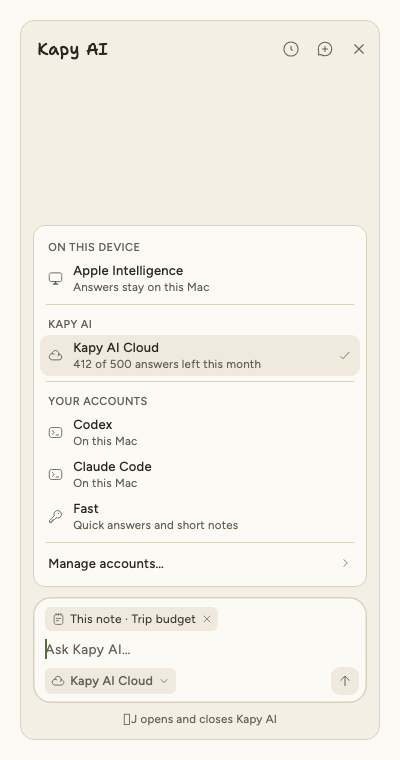 Kapy AI
ON THIS DEVICE
Apple Intelligence
Answers stay on this Mac
KAPY AI
Kapy AI Cloud
412 of 500 answers left this month
YOUR ACCOUNTS
Codex
On this Mac
Claude Code
On this Mac
Fast
Quick answers and short notes
Manage accounts...
This note · Trip budget
Ask Kapy AI...
Kapy AI Cloud
J opens and closes Kapy AI